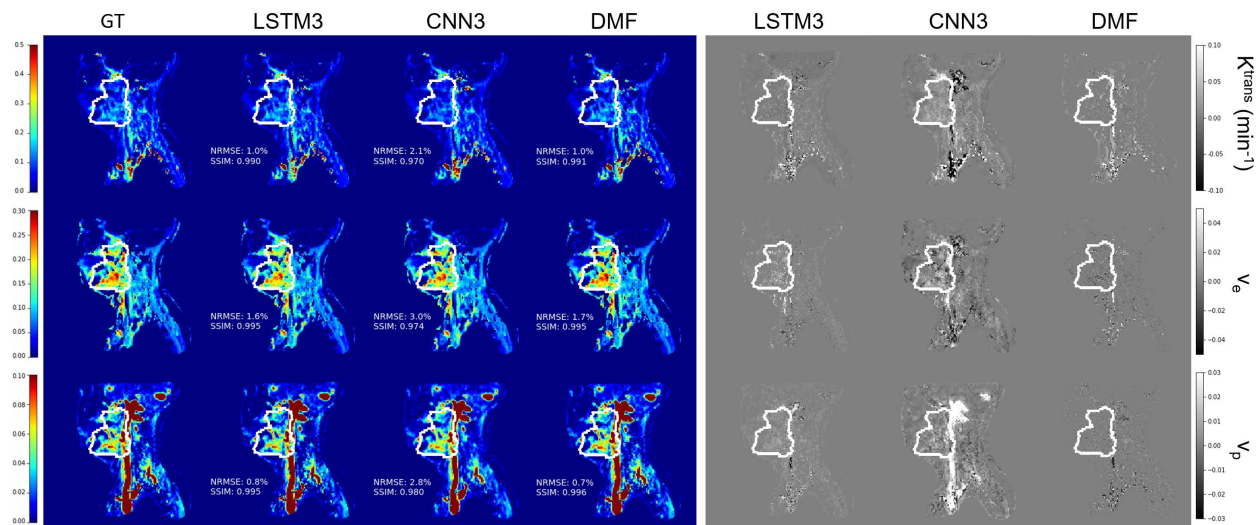 GT LSTM3 CNN3 DMF LSTM3 CNN3 DMF
0.5
0.4
0.3
0.2
0.1
0.0
NRMSE: 1.0%
SSIM: 0.990
NRMSE: 2.1%
SSIM: 0.970
NRMSE: 1.0%
SSIM: 0.991
0.10
0.05
0.00
−0.05
−0.10
Ktrans (min-1)
0.30
0.25
0.20
0.15
0.10
0.05
0.00
NRMSE: 1.6%
SSIM: 0.995
NRMSE: 3.0%
SSIM: 0.974
NRMSE: 1.7%
SSIM: 0.995
0.04
0.02
0.00
−0.02
−0.04
ve
0.10
0.08
0.06
0.04
0.02
0.00
NRMSE: 0.8%
SSIM: 0.995
NRMSE: 2.8%
SSIM: 0.980
NRMSE: 0.7%
SSIM: 0.996
0.03
0.02
0.01
0.00
−0.01
−0.02
−0.03
vp